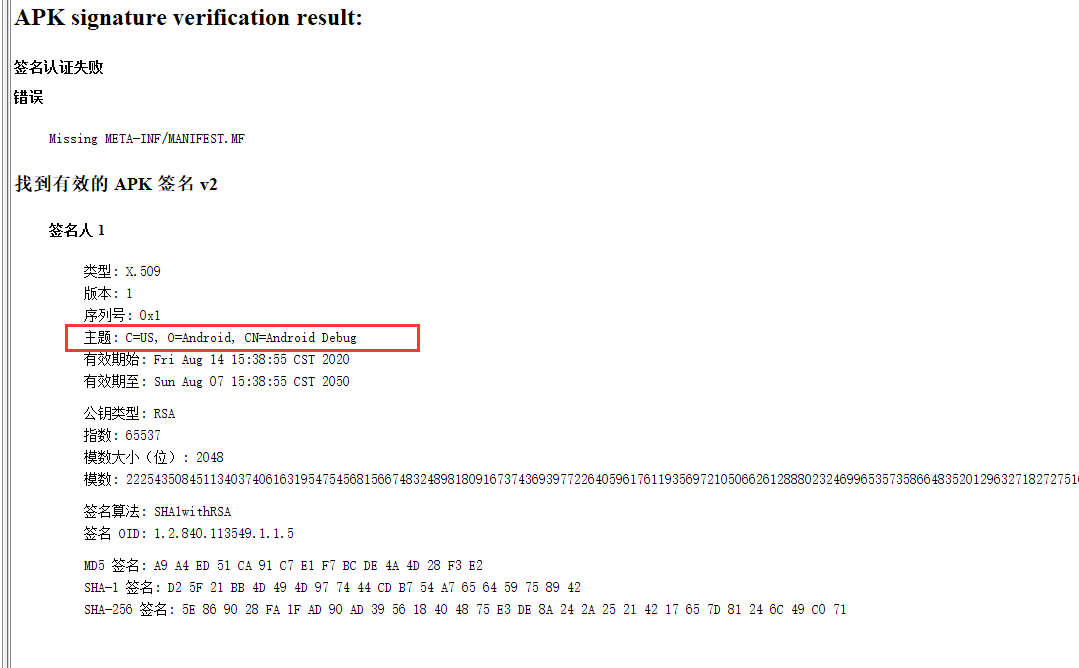 APK signature verification result:
签名认证失败
错误
Missing META-INF/MANIFEST.MF
找到有效的 APK 签名 v2
签名人 1
类型: X.509
版本: 1
序列号: 0x1
主题: C=US, O=Android, CN=Android Debug
有效期始: Fri Aug 14 15:38:55 CST 2020
有效期至: Sun Aug 07 15:38:55 CST 2050
公钥类型: RSA
指数: 65537
模数大小（位）: 2048
模数: 2225435084511340374061631954754568156674832489818091673743693977226405961761193569721050662612888023246996535735866483520129632718272751
签名算法: SHA1withRSA
签名 OID: 1.2.840.113549.1.1.5
MD5 签名: A9 A4 ED 51 CA 91 C7 E1 F7 BC DE 4A 4D 28 F3 E2
SHA-1 签名: D2 5F 21 BB 4D 49 4D 97 74 44 CD B7 54 A7 65 64 59 75 89 42
SHA-256 签名: 5E 86 90 28 FA 1F AD 90 AD 39 56 18 40 48 75 E3 DE 8A 24 2A 25 21 42 17 65 7D 81 24 6C 49 C0 71